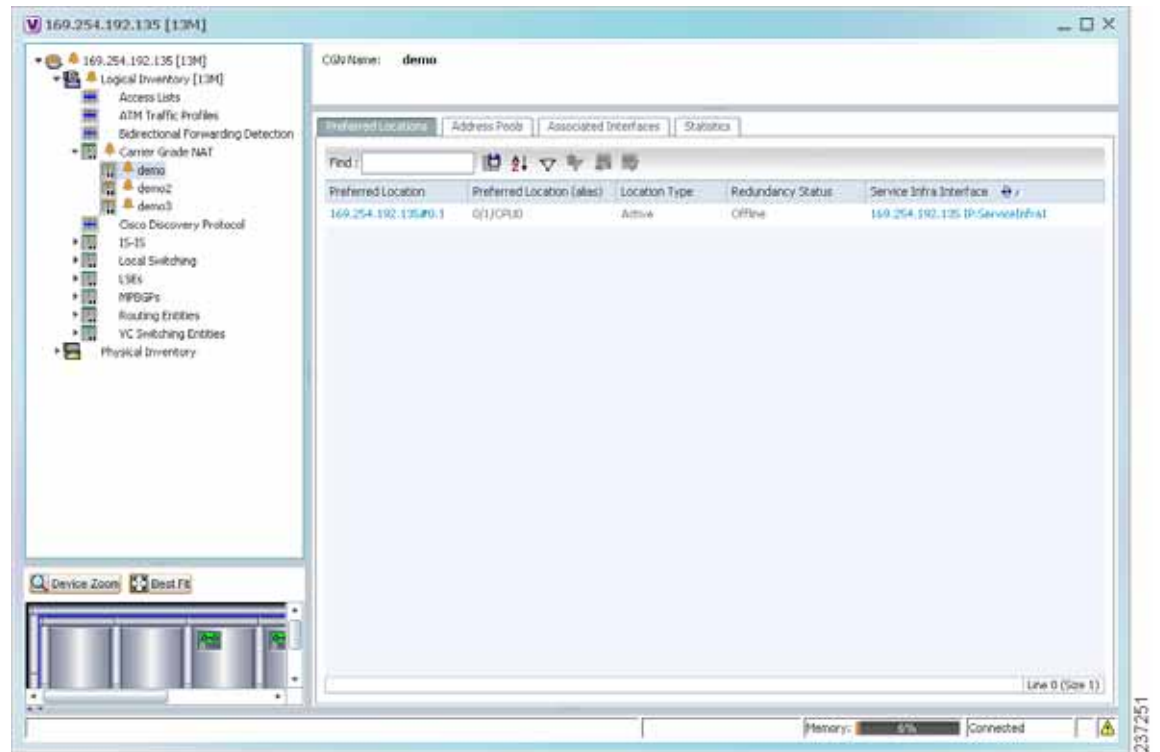 169.254.192.135 [13M]
169.254.192.135 [13M]
Logical Inventory [13M]
Access Lists
ATM Traffic Profiles
Bidirectional Forwarding Detection
Carrier Grade NAT
demo
demo2
demo3
Cisco Discovery Protocol
IS-IS
Local Switching
LSEs
MPBGPs
Routing Entities
VC Switching Entities
Physical Inventory
Device Zoom Best Fit
CGN Name: demo
Preferred Locations Address Pools Associated Interfaces Statistics
Find :
Preferred Location Preferred Location (alias) Location Type Redundancy Status Service Infra Interface
169.254.192.135#0.1 0/1/CPU0 Active Offline 169.254.192.135 IP:ServiceInfra1
Line 0 (Size 1)
Memory: 6% Connected
237251